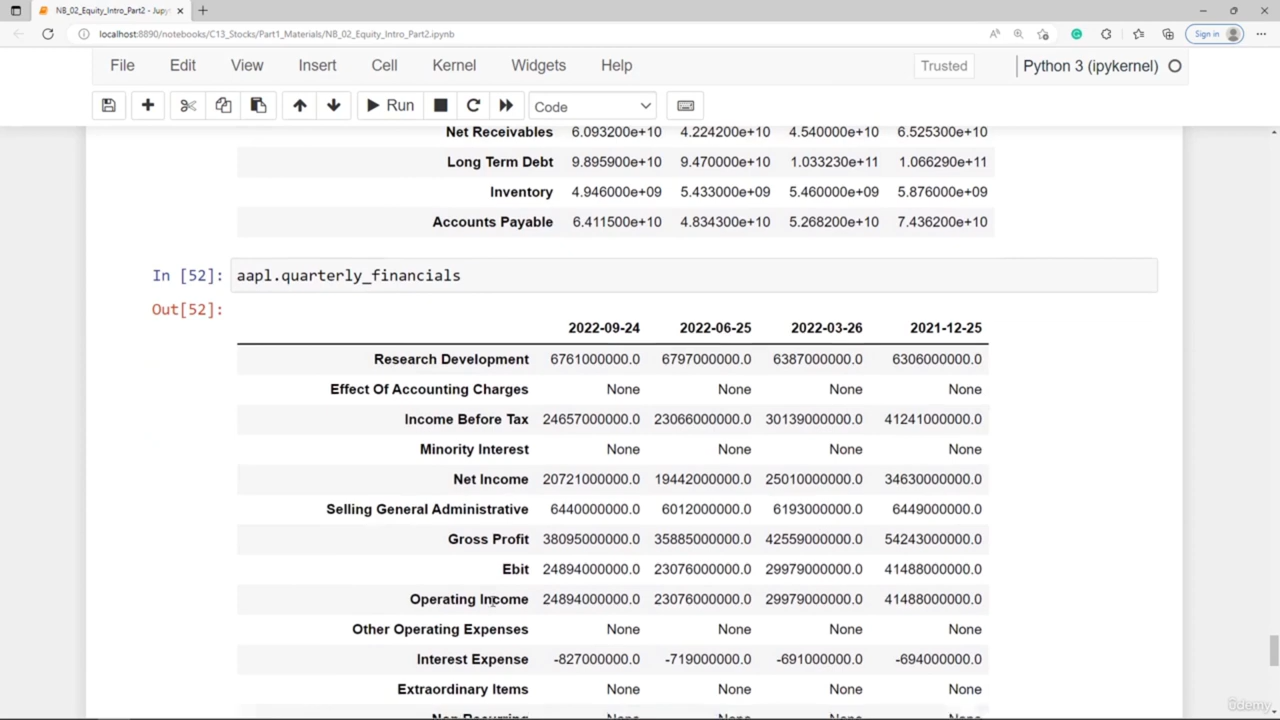 NB_02_Equity_Intro_Part2 - Jupy
localhost:8890/notebooks/C13_Stocks/Part1_Materials/NB_02_Equity_Intro_Part2.ipynb
Sign in
File Edit View Insert Cell Kernel Widgets Help Trusted Python 3 (ipykernel)
Run Code
Net Receivables 6.093200e+10 4.224200e+10 4.540000e+10 6.525300e+10
Long Term Debt 9.895900e+10 9.470000e+10 1.033230e+11 1.066290e+11
Inventory 4.946000e+09 5.433000e+09 5.460000e+09 5.876000e+09
Accounts Payable 6.411500e+10 4.834300e+10 5.268200e+10 7.436200e+10
In [52]: aapl.quarterly_financials
Out[52]:
2022-09-24 2022-06-25 2022-03-26 2021-12-25
Research Development 6761000000.0 6797000000.0 6387000000.0 6306000000.0
Effect Of Accounting Charges None None None None
Income Before Tax 24657000000.0 23066000000.0 30139000000.0 41241000000.0
Minority Interest None None None None
Net Income 20721000000.0 19442000000.0 25010000000.0 34630000000.0
Selling General Administrative 6440000000.0 6012000000.0 6193000000.0 6449000000.0
Gross Profit 38095000000.0 35885000000.0 42559000000.0 54243000000.0
Ebit 24894000000.0 23076000000.0 29979000000.0 41488000000.0
Operating Income 24894000000.0 23076000000.0 29979000000.0 41488000000.0
Other Operating Expenses None None None None
Interest Expense -827000000.0 -719000000.0 -691000000.0 -694000000.0
Extraordinary Items None None None None
Non Recurring
ûdemy